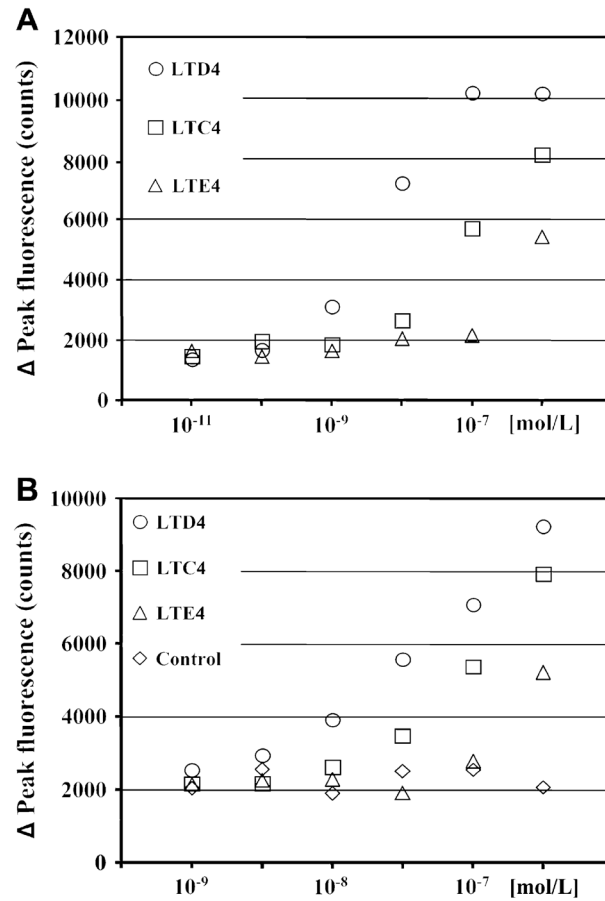 A
Δ Peak fluorescence (counts)
12000
10000
8000
6000
4000
2000
0
LTD4
LTC4
LTE4
10⁻¹¹ 10⁻⁹ 10⁻⁷ [mol/L]
B
Δ Peak fluorescence (counts)
10000
8000
6000
4000
2000
0
LTD4
LTC4
LTE4
Control
10⁻⁹ 10⁻⁸ 10⁻⁷ [mol/L]